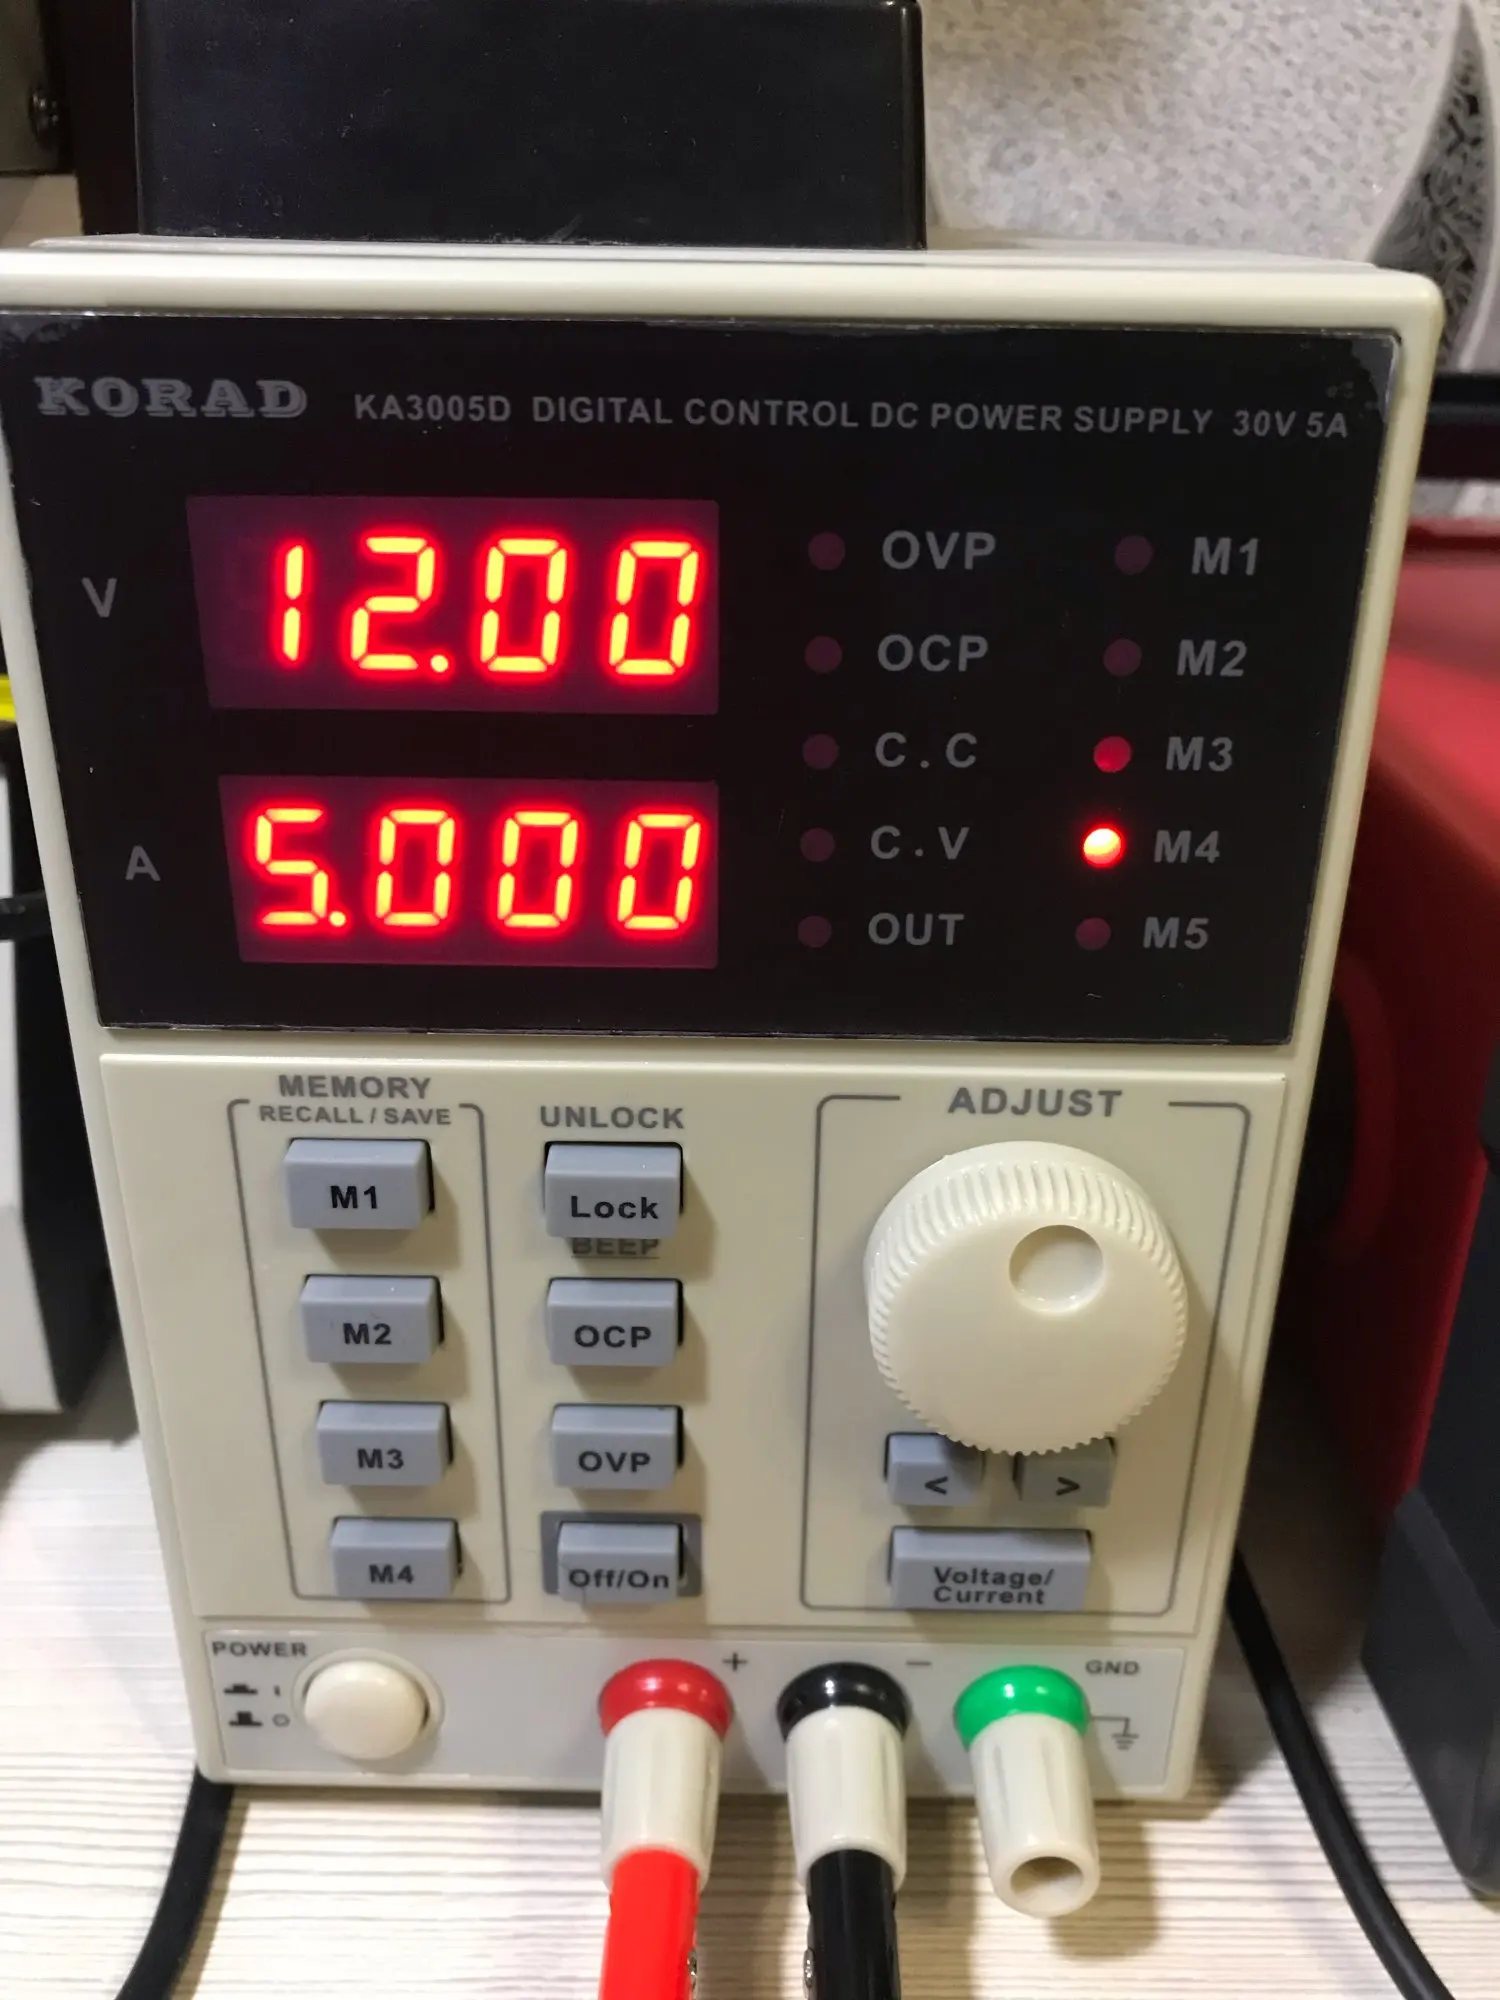 KORAD KA3005D DIGITAL CONTROL DC POWER SUPPLY 30V 5A
V 12.00
A 5.000
OVP M1
OCP M2
C.C M3
C.V M4
OUT M5
MEMORY
RECALL / SAVE
M1
M2
M3
M4
UNLOCK
Lock
BEEP
OCP
OVP
Off/On
ADJUST
< >
Voltage/
Current
POWER
I
O
+
−
GND